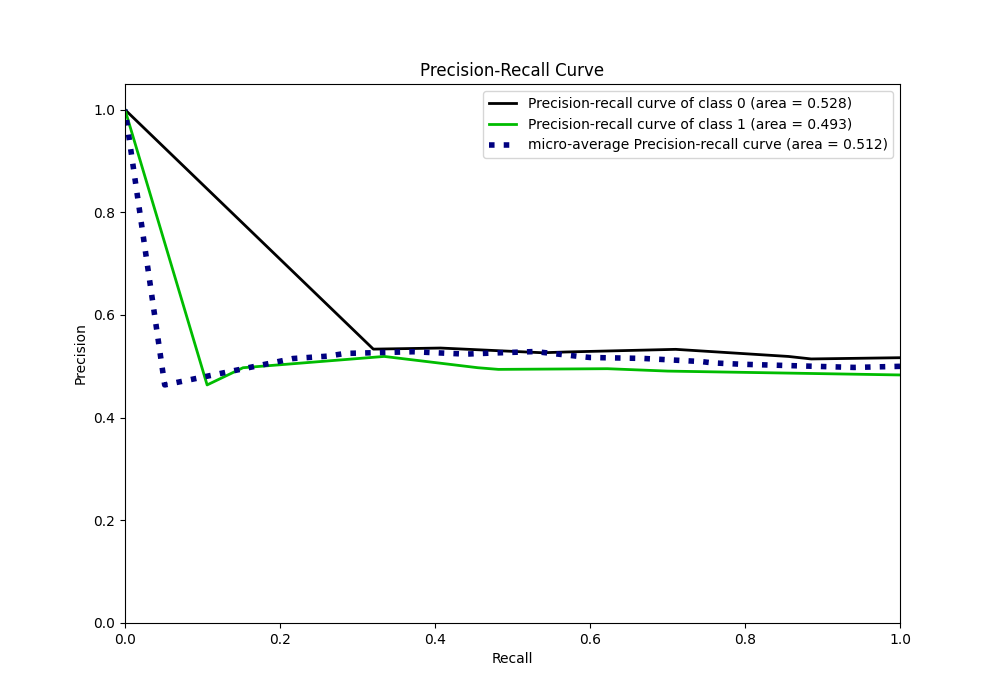 Precision-Recall Curve
Precision-recall curve of class 0 (area = 0.528)
Precision-recall curve of class 1 (area = 0.493)
micro-average Precision-recall curve (area = 0.512)
1.0
0.8
0.6
0.4
0.2
0.0
Precision
0.0 0.2 0.4 0.6 0.8 1.0
Recall